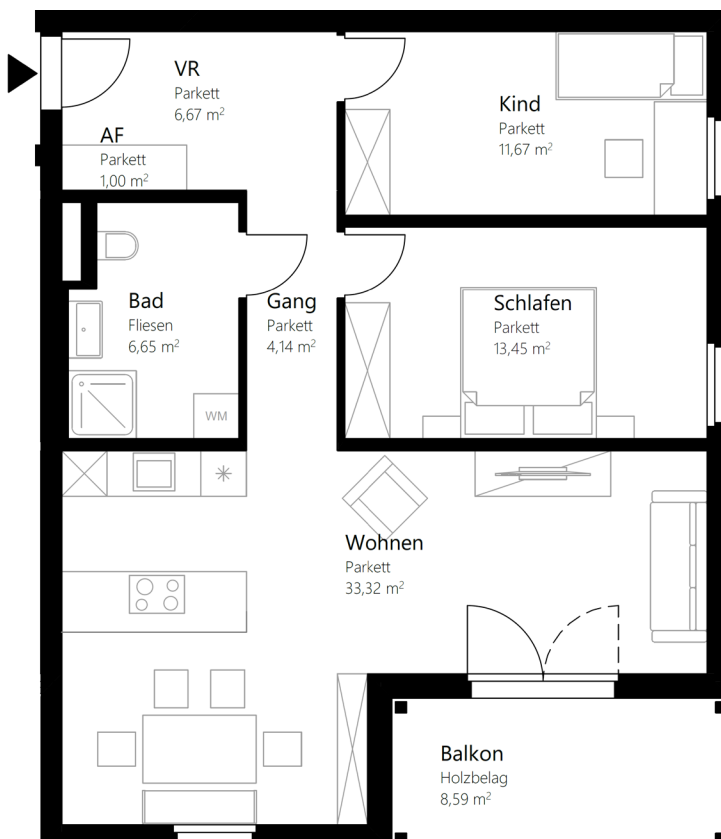 VR
Parkett
6,67 m²
AF
Parkett
1,00 m²
Kind
Parkett
11,67 m²
Bad
Fliesen
6,65 m²
Gang
Parkett
4,14 m²
Schlafen
Parkett
13,45 m²
WM
Wohnen
Parkett
33,32 m²
Balkon
Holzbelag
8,59 m²